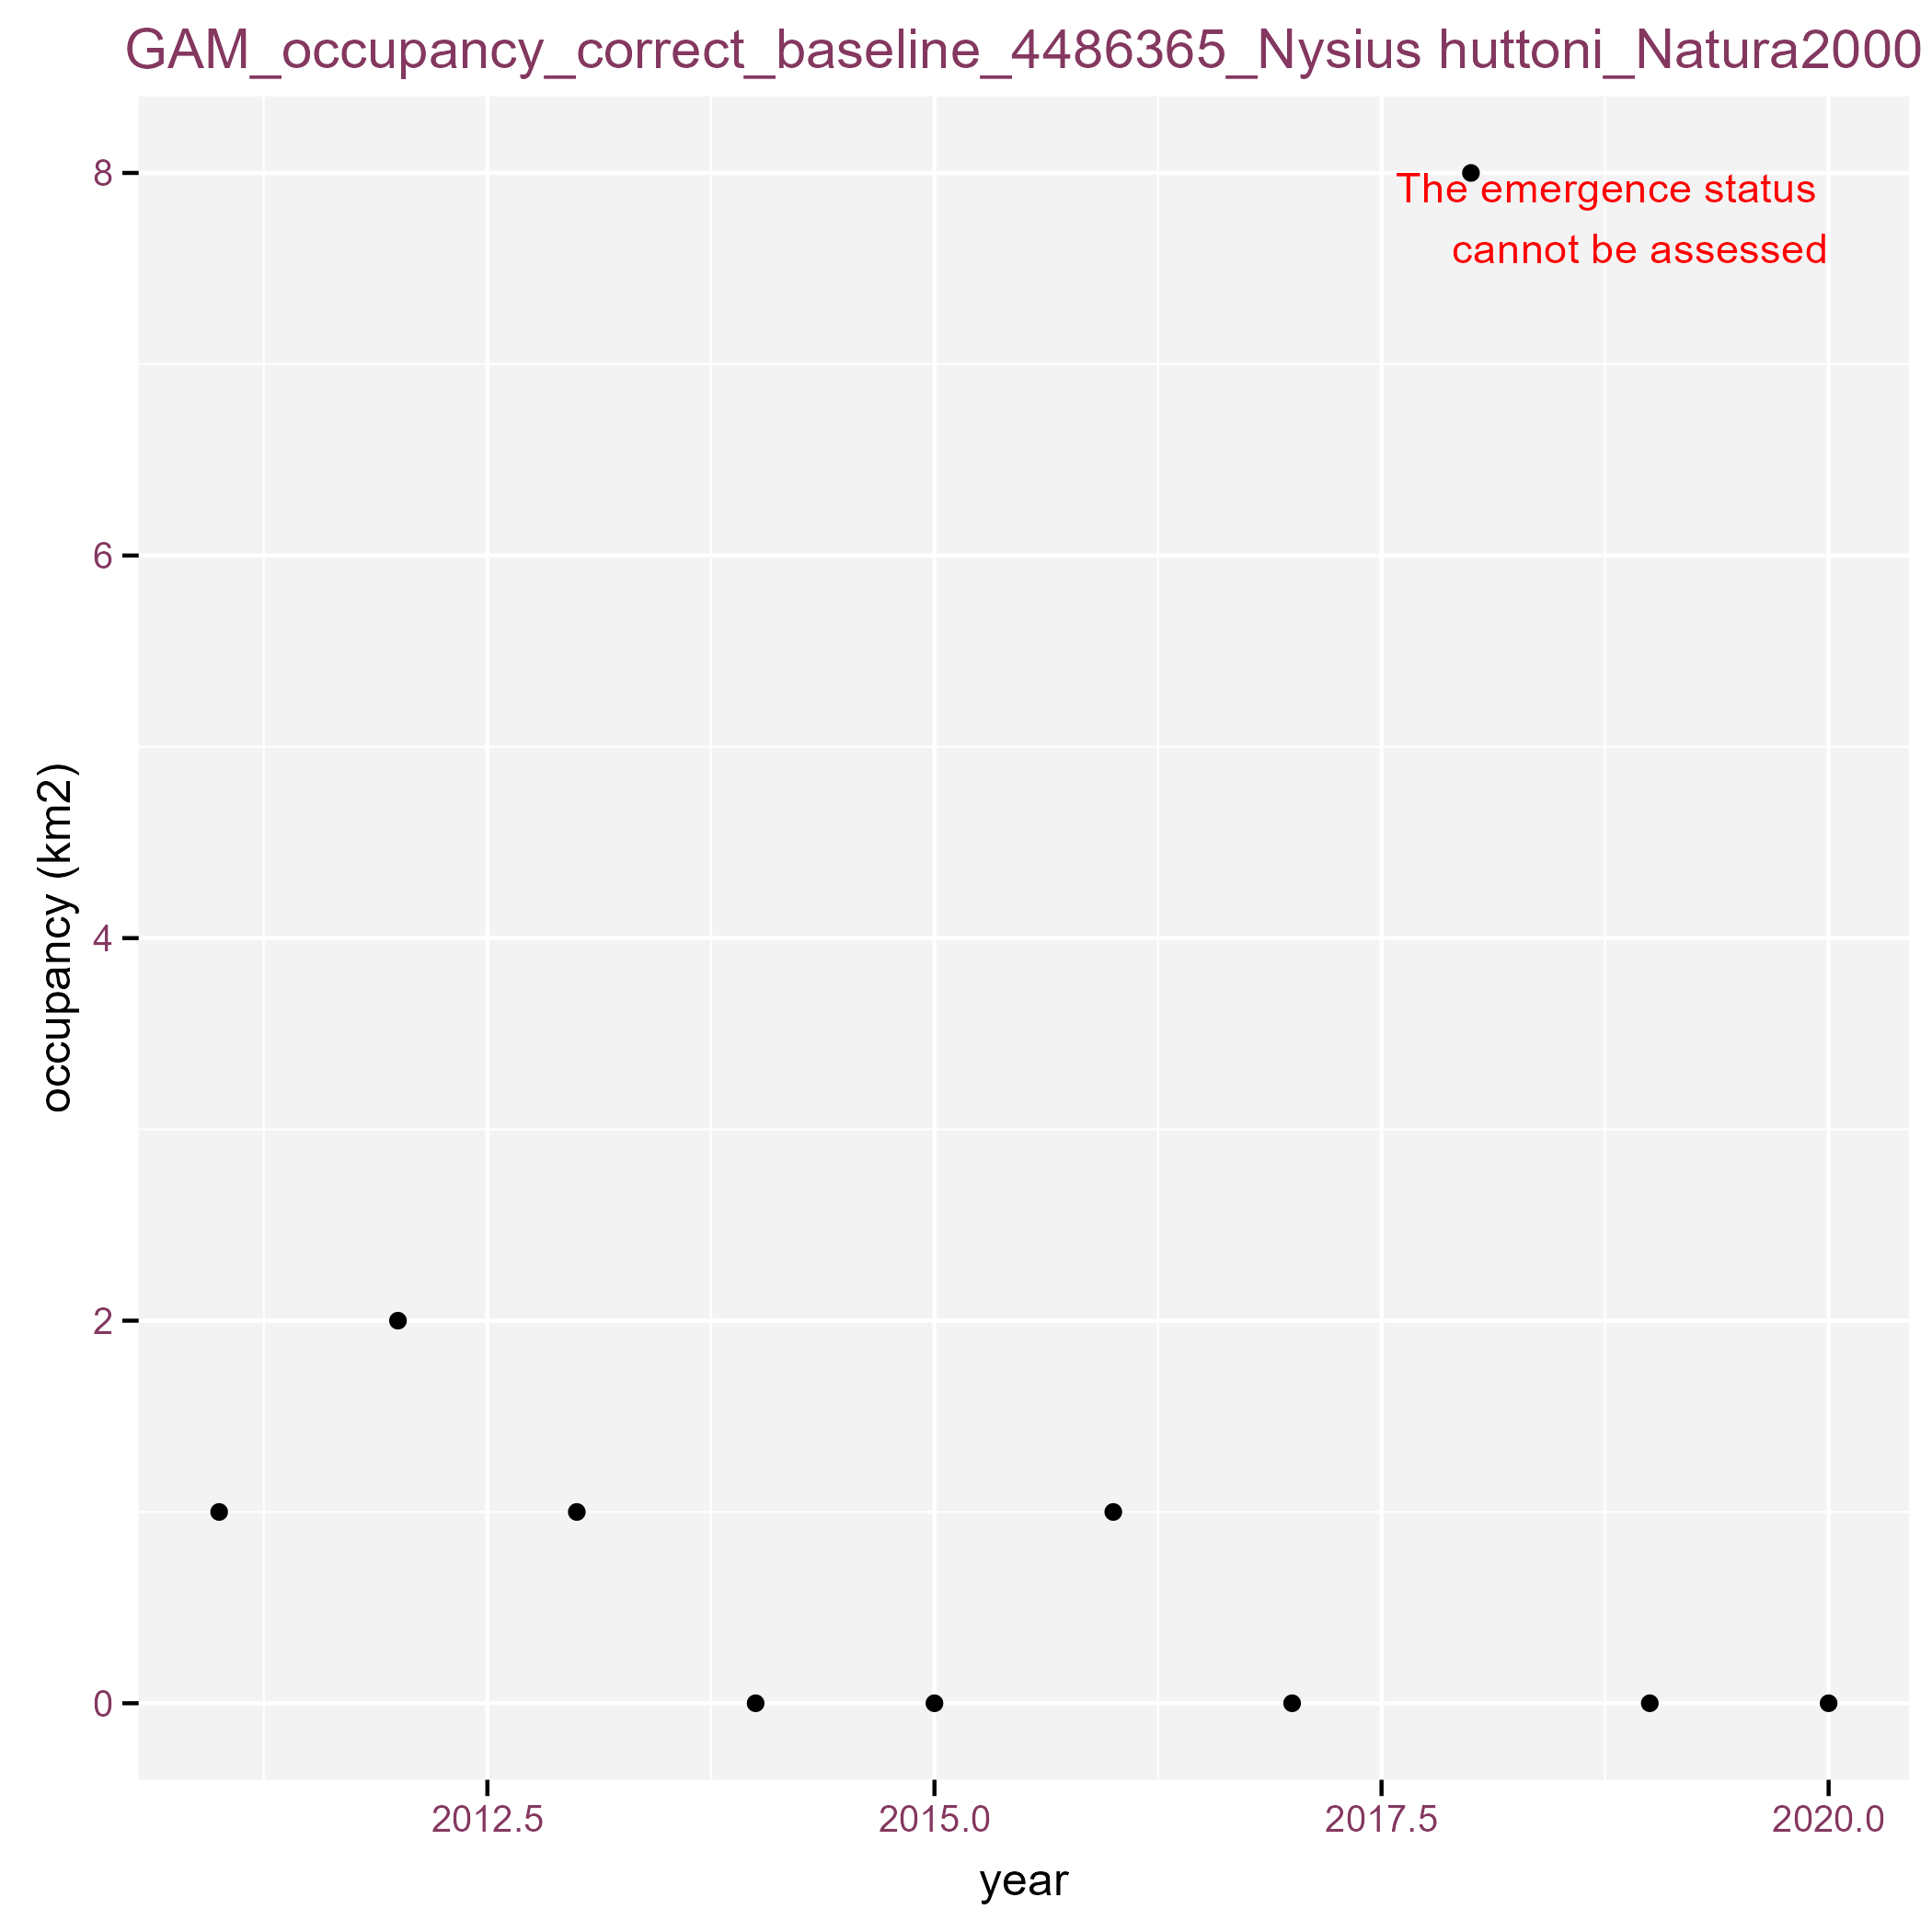 GAM_occupancy_correct_baseline_4486365_Nysius huttoni_Natura2000
8
The emergence status
cannot be assessed
6
occupancy (km2)
4
2
0
2012.5 2015.0 2017.5 2020.0
year